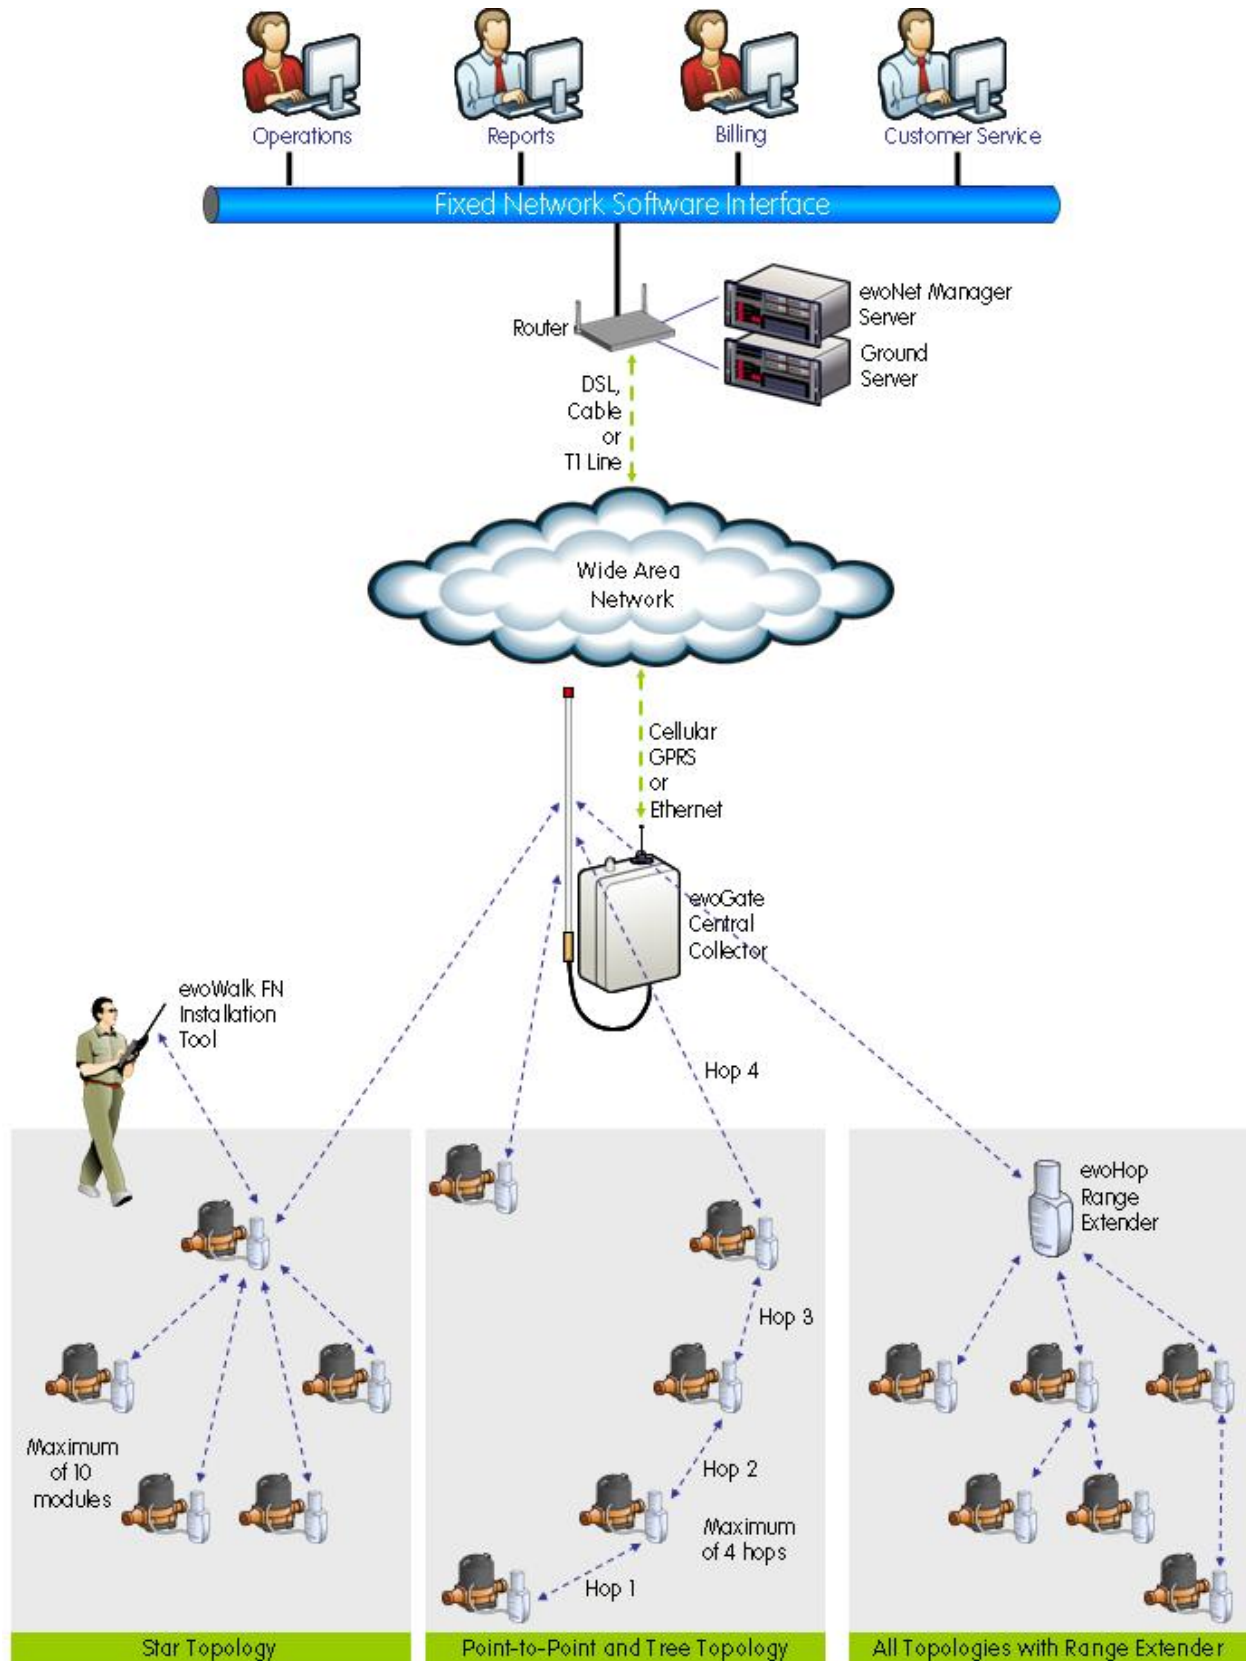 Operations
Reports
Billing
Customer Service
Fixed Network Software Interface
evoNet Manager
Server
Router
Ground
Server
DSL,
Cable
or
T1 Line
Wide Area
Network
Cellular
GPRS
or
Ethernet
evoGate
Central
Collector
evoWalk FN
Installation
Tool
Hop 4
evoHop
Range
Extender
Hop 3
Maximum
of 10
modules
Hop 2
Maximum
of 4 hops
Hop 1
Star Topology
Point-to-Point and Tree Topology
All Topologies with Range Extender